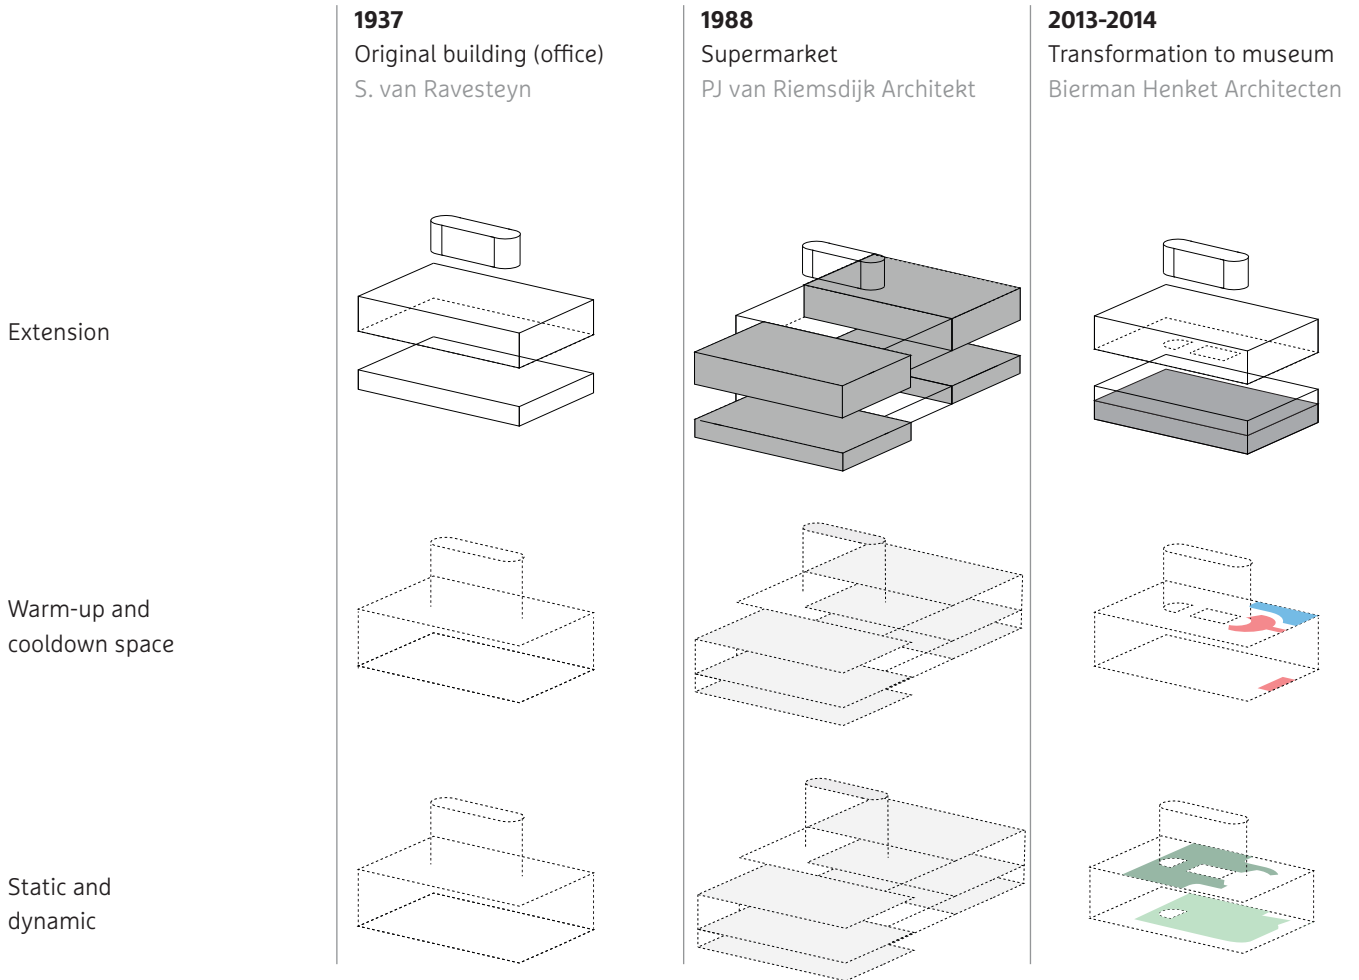 1937
Original building (office)
S. van Ravesteyn
1988
Supermarket
PJ van Riemsdijk Architekt
2013-2014
Transformation to museum
Bierman Henket Architecten
Extension
Warm-up and
cooldown space
Static and
dynamic